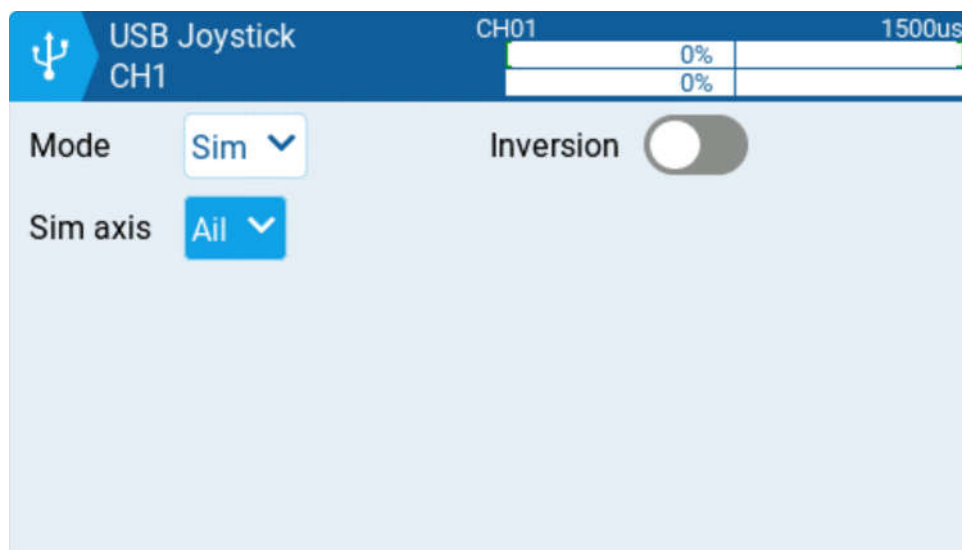 USB Joystick
CH1
CH01 1500us
0%
0%
Mode Sim Inversion
Sim axis Ail